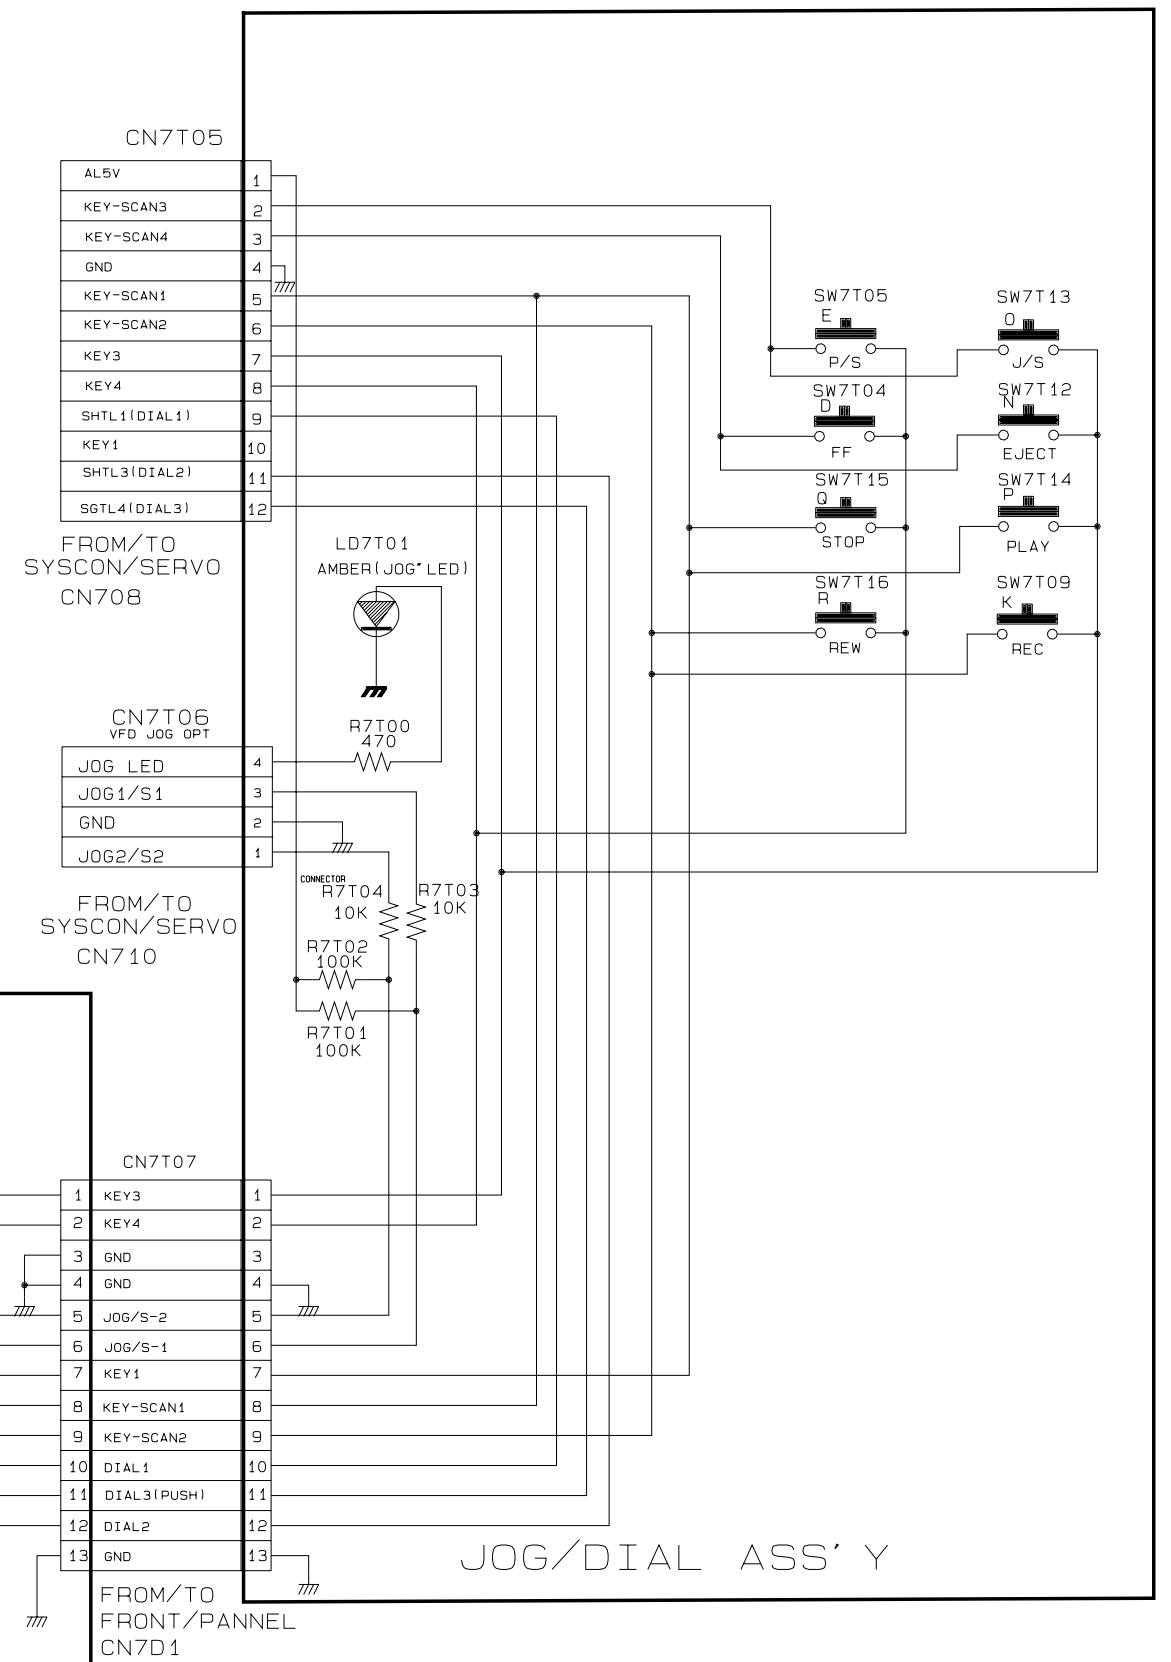 CN7T05
AL5V 1
KEY-SCAN3 2
KEY-SCAN4 3
GND 4
KEY-SCAN1 5
KEY-SCAN2 6
KEY3 7
KEY4 8
SHTL1(DIAL1) 9
KEY1 10
SHTL3(DIAL2) 11
SGTL4(DIAL3) 12
FROM/TO
SYSCON/SERVO
CN708
LD7T01
AMBER(JOG" LED)
SW7T05
E
P/S
SW7T13
O
J/S
SW7T04
D
FF
SW7T12
N
EJECT
SW7T15
Q
STOP
SW7T14
P
PLAY
SW7T16
R
REW
SW7T09
K
REC
CN7T06
VFD JOG OPT
JOG LED 4
JOG1/S1 3
GND 2
JOG2/S2 1
FROM/TO
SYSCON/SERVO
CN710
R7T00
470
CONNECTOR
R7T04
10K
R7T03
10K
R7T02
100K
R7T01
100K
CN7T07
1 KEY3 1
2 KEY4 2
3 GND 3
4 GND 4
5 JOG/S-2 5
6 JOG/S-1 6
7 KEY1 7
8 KEY-SCAN1 8
9 KEY-SCAN2 9
10 DIAL1 10
11 DIAL3(PUSH) 11
12 DIAL2 12
13 GND 13
FROM/TO
FRONT/PANNEL
CN7D1
JOG/DIAL ASS'Y